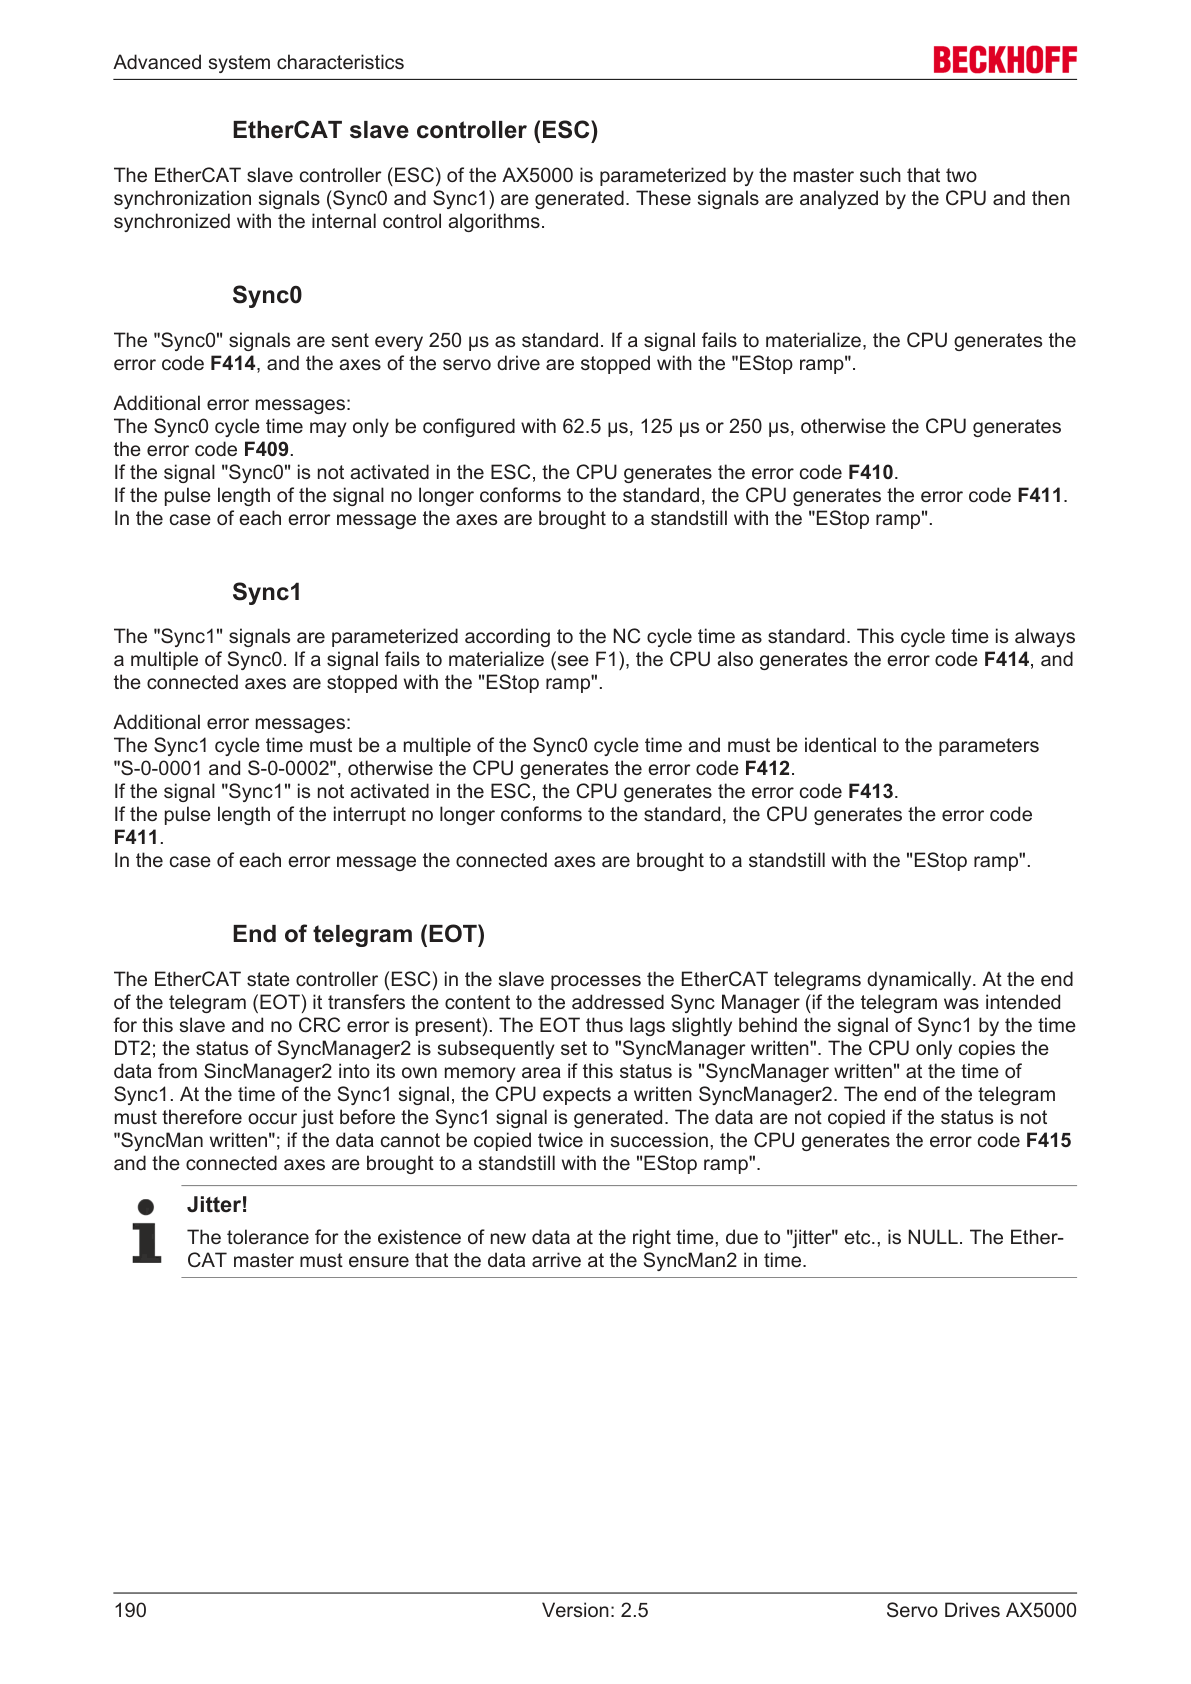 Advanced system characteristics
BECKHOFF
EtherCAT slave controller (ESC)
The EtherCAT slave controller (ESC) of the AX5000 is parameterized by the master such that two
synchronization signals (Sync0 and Sync1) are generated. These signals are analyzed by the CPU and then
synchronized with the internal control algorithms.
Sync0
The "Sync0" signals are sent every 250 µs as standard. If a signal fails to materialize, the CPU generates the
error code F414, and the axes of the servo drive are stopped with the "EStop ramp".
Additional error messages:
The Sync0 cycle time may only be configured with 62.5 µs, 125 µs or 250 µs, otherwise the CPU generates
the error code F409.
If the signal "Sync0" is not activated in the ESC, the CPU generates the error code F410.
If the pulse length of the signal no longer conforms to the standard, the CPU generates the error code F411.
In the case of each error message the axes are brought to a standstill with the "EStop ramp".
Sync1
The "Sync1" signals are parameterized according to the NC cycle time as standard. This cycle time is always
a multiple of Sync0. If a signal fails to materialize (see F1), the CPU also generates the error code F414, and
the connected axes are stopped with the "EStop ramp".
Additional error messages:
The Sync1 cycle time must be a multiple of the Sync0 cycle time and must be identical to the parameters
"S-0-0001 and S-0-0002", otherwise the CPU generates the error code F412.
If the signal "Sync1" is not activated in the ESC, the CPU generates the error code F413.
If the pulse length of the interrupt no longer conforms to the standard, the CPU generates the error code
F411.
In the case of each error message the connected axes are brought to a standstill with the "EStop ramp".
End of telegram (EOT)
The EtherCAT state controller (ESC) in the slave processes the EtherCAT telegrams dynamically. At the end
of the telegram (EOT) it transfers the content to the addressed Sync Manager (if the telegram was intended
for this slave and no CRC error is present). The EOT thus lags slightly behind the signal of Sync1 by the time
DT2; the status of SyncManager2 is subsequently set to "SyncManager written". The CPU only copies the
data from SincManager2 into its own memory area if this status is "SyncManager written" at the time of
Sync1. At the time of the Sync1 signal, the CPU expects a written SyncManager2. The end of the telegram
must therefore occur just before the Sync1 signal is generated. The data are not copied if the status is not
"SyncMan written"; if the data cannot be copied twice in succession, the CPU generates the error code F415
and the connected axes are brought to a standstill with the "EStop ramp".
Jitter!
The tolerance for the existence of new data at the right time, due to "jitter" etc., is NULL. The Ether-
CAT master must ensure that the data arrive at the SyncMan2 in time.
190
Version: 2.5
Servo Drives AX5000